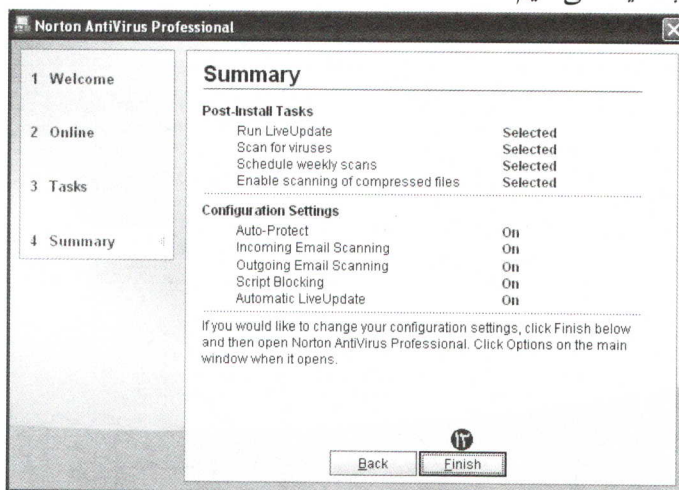 Norton AntiVirus Professional
1 Welcome
2 Online
3 Tasks
4 Summary
Summary
Post-Install Tasks
Run LiveUpdate Selected
Scan for viruses Selected
Schedule weekly scans Selected
Enable scanning of compressed files Selected
Configuration Settings
Auto-Protect On
Incoming Email Scanning On
Outgoing Email Scanning On
Script Blocking On
Automatic LiveUpdate On
If you would like to change your configuration settings, click Finish below
and then open Norton AntiVirus Professional. Click Options on the main
window when it opens.
۱۳
Back Finish